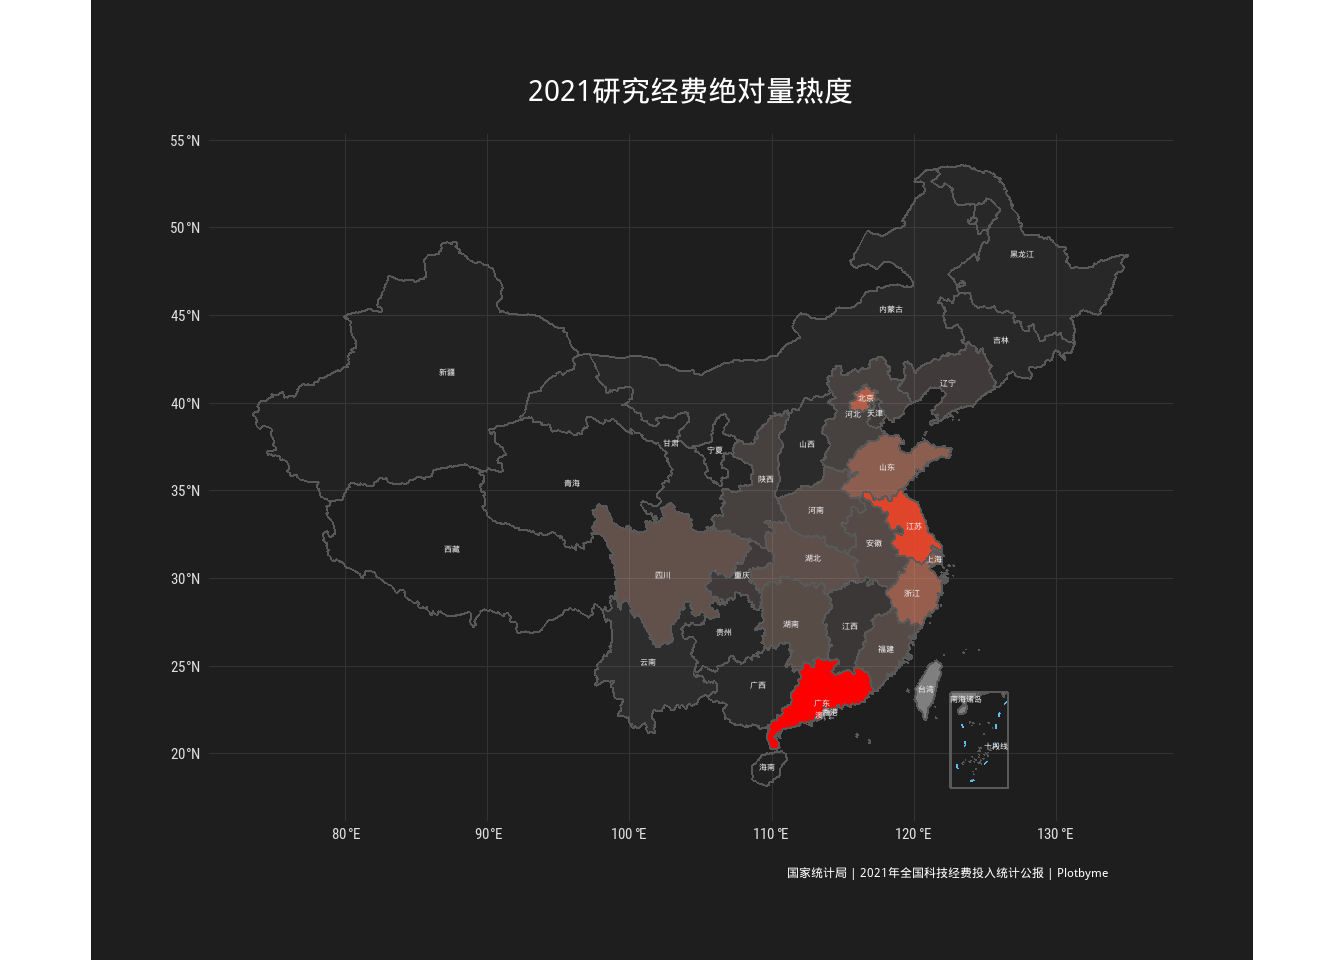 2021研究经费绝对量热度
55°N
50°N
45°N
40°N
35°N
30°N
25°N
20°N
黑龙江
内蒙古
吉林
新疆
辽宁
北京
河北
天津
甘肃
宁夏
山西
山东
陕西
青海
河南
江苏
安徽
西藏
湖北
上海
四川
重庆
浙江
湖南
江西
贵州
福建
云南
广西
台湾
南海诸岛
广东
香港
十段线
海南
80°E
90°E
100°E
110°E
120°E
130°E
国家统计局 | 2021年全国科技经费投入统计公报 | Plotbyme